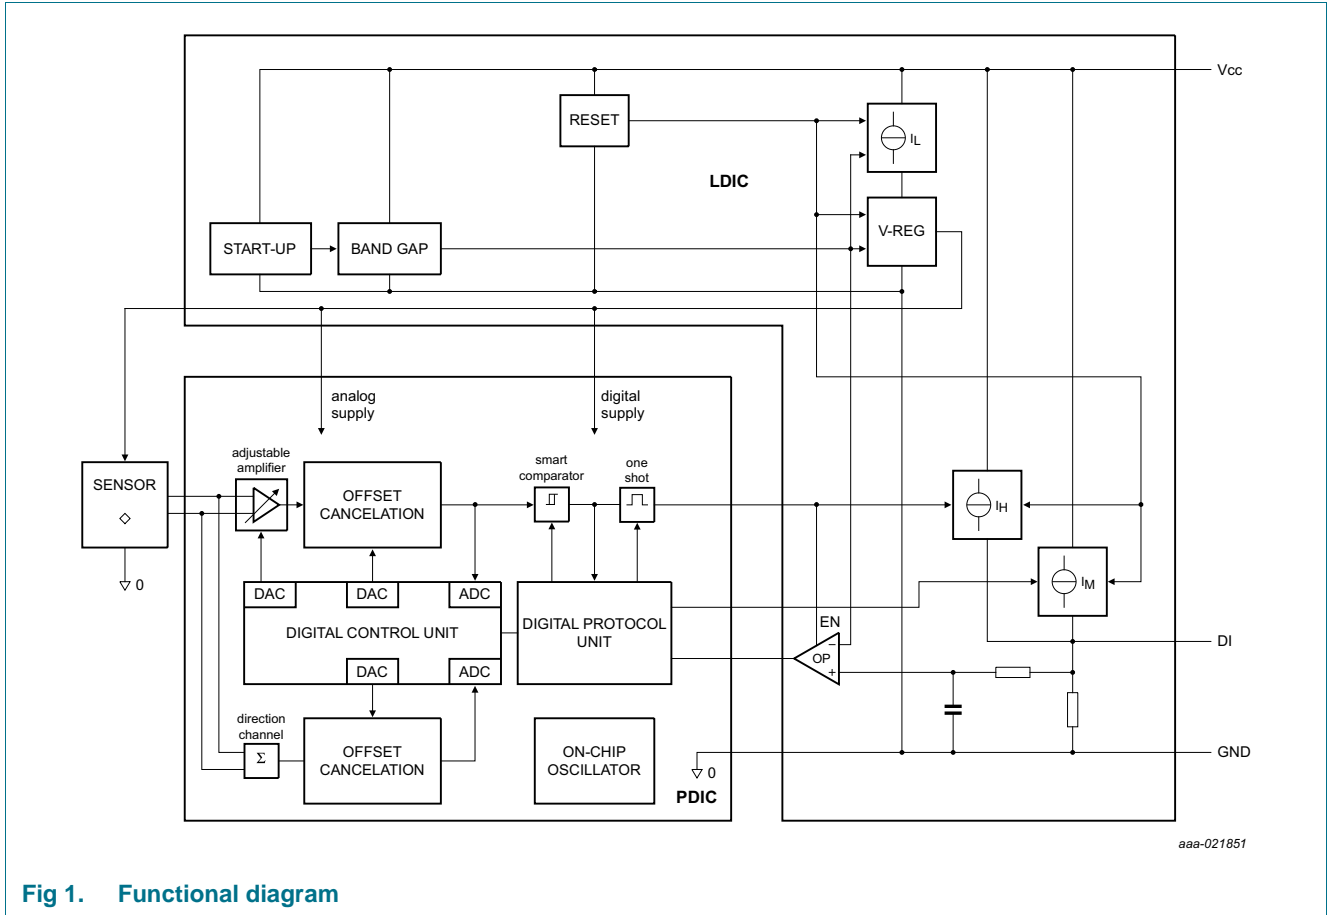 Vcc
RESET
IL
LDIC
START-UP
BAND GAP
V-REG
analog
supply
digital
supply
adjustable
amplifier
smart
comparator
one
shot
SENSOR
OFFSET
CANCELATION
IH
0
DAC
DAC
ADC
IM
DIGITAL CONTROL UNIT
DIGITAL PROTOCOL
UNIT
EN
−
OP
+
DI
DAC
ADC
direction
channel
Σ
OFFSET
CANCELATION
ON-CHIP
OSCILLATOR
0
GND
PDIC
aaa-021851
Fig 1. Functional diagram